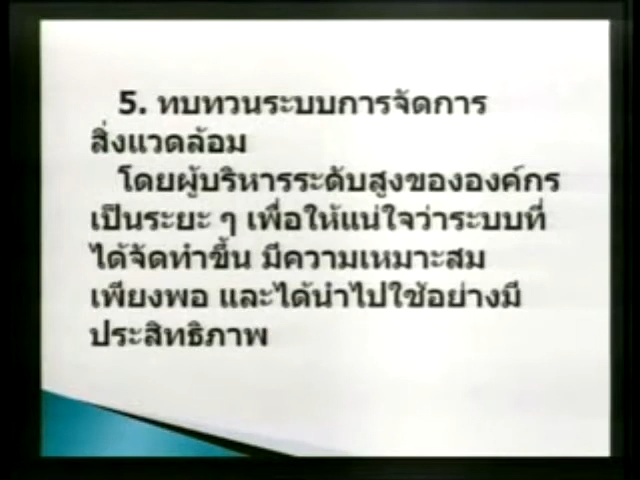 5. ทบทวนระบบการจัดการ
สิ่งแวดล้อม
โดยผู้บริหารระดับสูงขององค์กร
เป็นระยะ ๆ เพื่อให้แน่ใจว่าระบบที่
ได้จัดทำขึ้น มีความเหมาะสม
เพียงพอ และได้นำไปใช้อย่างมี
ประสิทธิภาพ